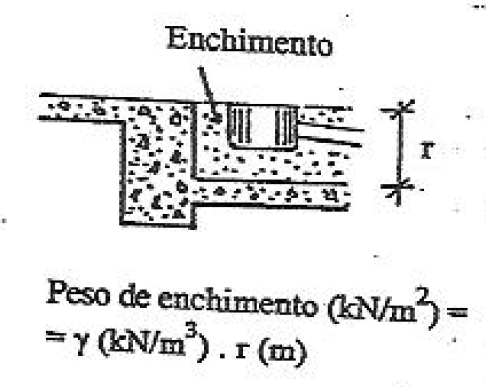 Enchimento
r
Peso de enchimento (kN/m²) =
= γ (kN/m³) . r (m)